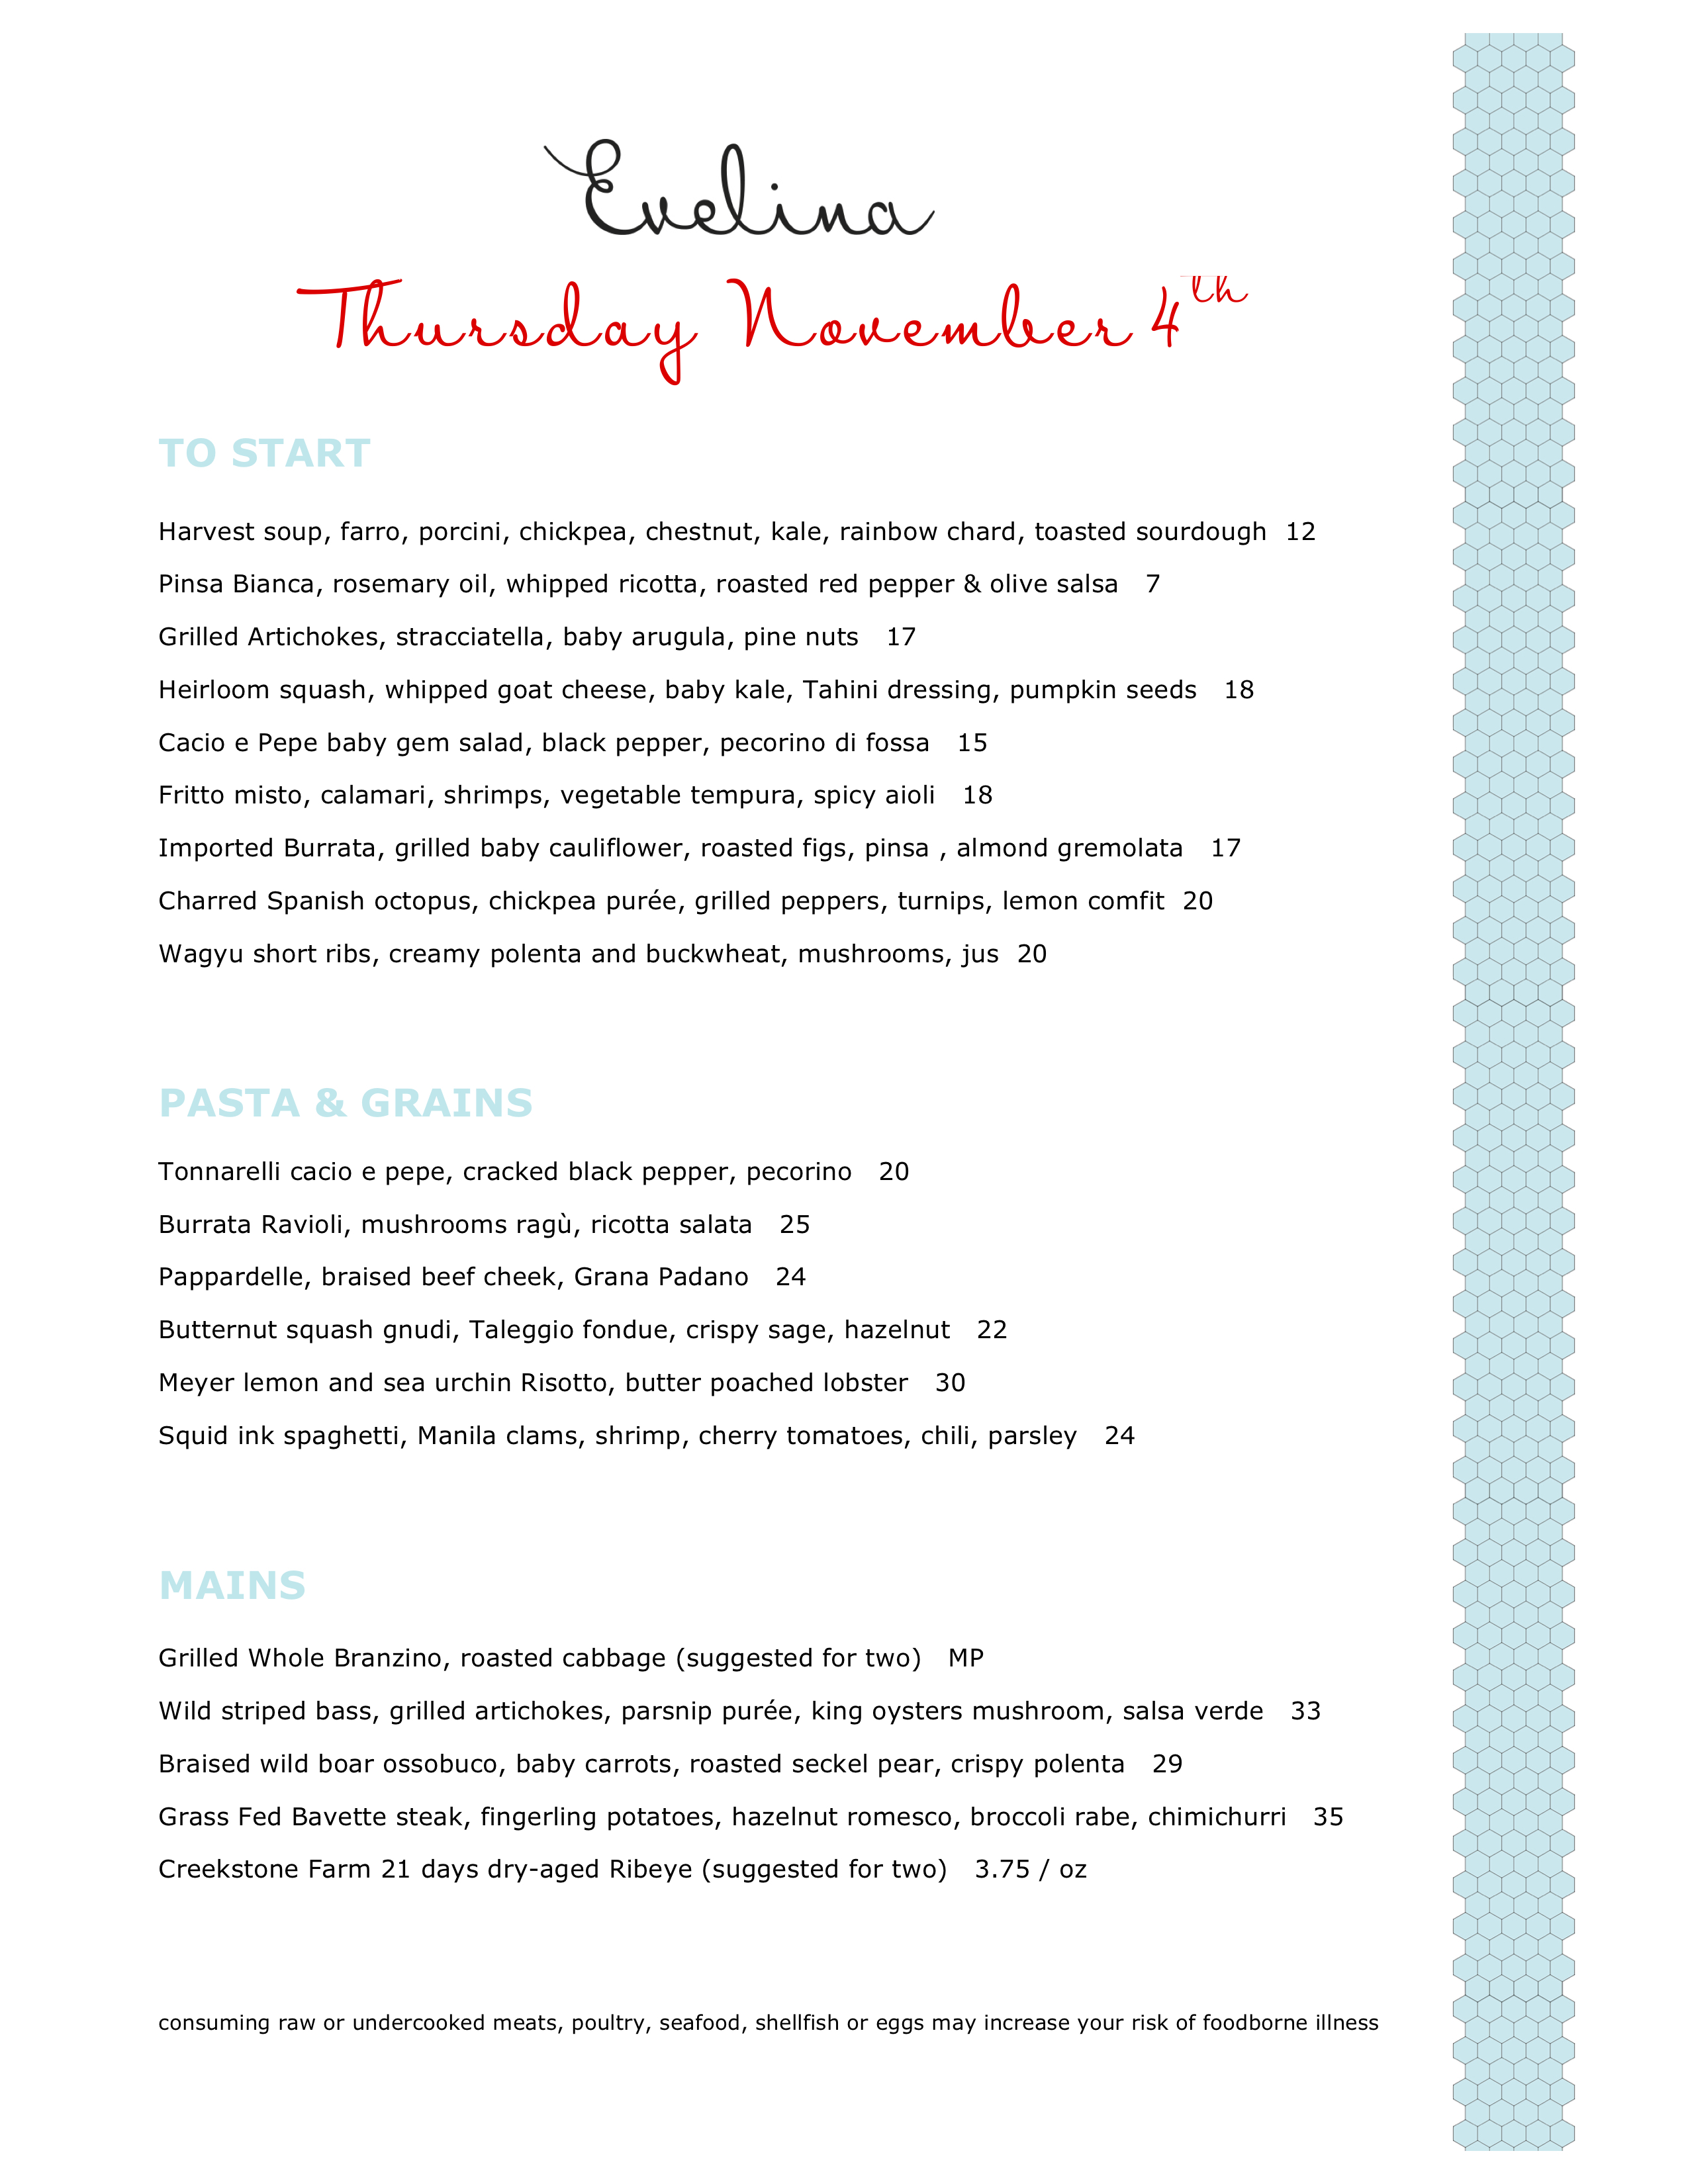 Evelina
Thursday November 4th
TO START
Harvest soup, farro, porcini, chickpea, chestnut, kale, rainbow chard, toasted sourdough 12
Pinsa Bianca, rosemary oil, whipped ricotta, roasted red pepper & olive salsa 7
Grilled Artichokes, stracciatella, baby arugula, pine nuts 17
Heirloom squash, whipped goat cheese, baby kale, Tahini dressing, pumpkin seeds 18
Cacio e Pepe baby gem salad, black pepper, pecorino di fossa 15
Fritto misto, calamari, shrimps, vegetable tempura, spicy aioli 18
Imported Burrata, grilled baby cauliflower, roasted figs, pinsa , almond gremolata 17
Charred Spanish octopus, chickpea purée, grilled peppers, turnips, lemon comfit 20
Wagyu short ribs, creamy polenta and buckwheat, mushrooms, jus 20
PASTA & GRAINS
Tonnarelli cacio e pepe, cracked black pepper, pecorino 20
Burrata Ravioli, mushrooms ragù, ricotta salata 25
Pappardelle, braised beef cheek, Grana Padano 24
Butternut squash gnudi, Taleggio fondue, crispy sage, hazelnut 22
Meyer lemon and sea urchin Risotto, butter poached lobster 30
Squid ink spaghetti, Manila clams, shrimp, cherry tomatoes, chili, parsley 24
MAINS
Grilled Whole Branzino, roasted cabbage (suggested for two) MP
Wild striped bass, grilled artichokes, parsnip purée, king oysters mushroom, salsa verde 33
Braised wild boar ossobuco, baby carrots, roasted seckel pear, crispy polenta 29
Grass Fed Bavette steak, fingerling potatoes, hazelnut romesco, broccoli rabe, chimichurri 35
Creekstone Farm 21 days dry-aged Ribeye (suggested for two) 3.75 / oz
consuming raw or undercooked meats, poultry, seafood, shellfish or eggs may increase your risk of foodborne illness